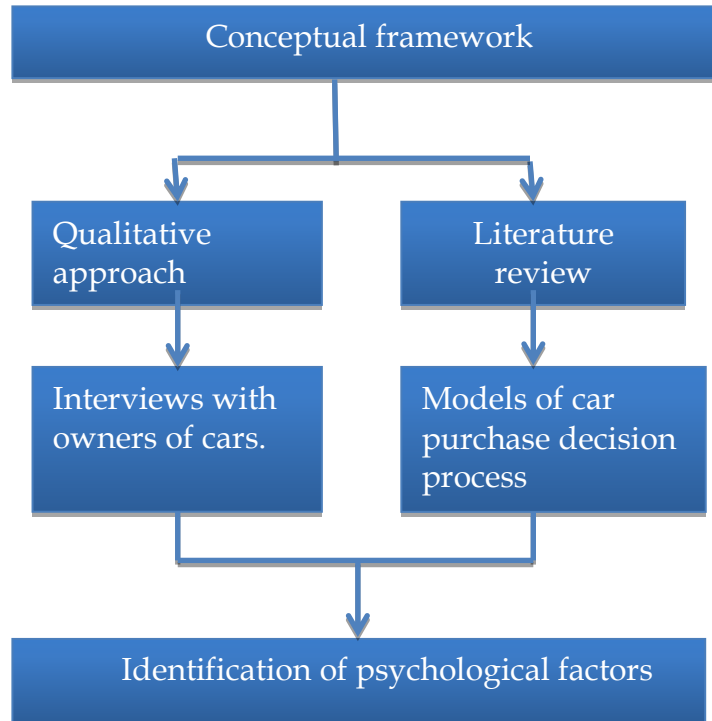 Conceptual framework
Qualitative
approach
Literature
review
Interviews with
owners of cars.
Models of car
purchase decision
process
Identification of psychological factors